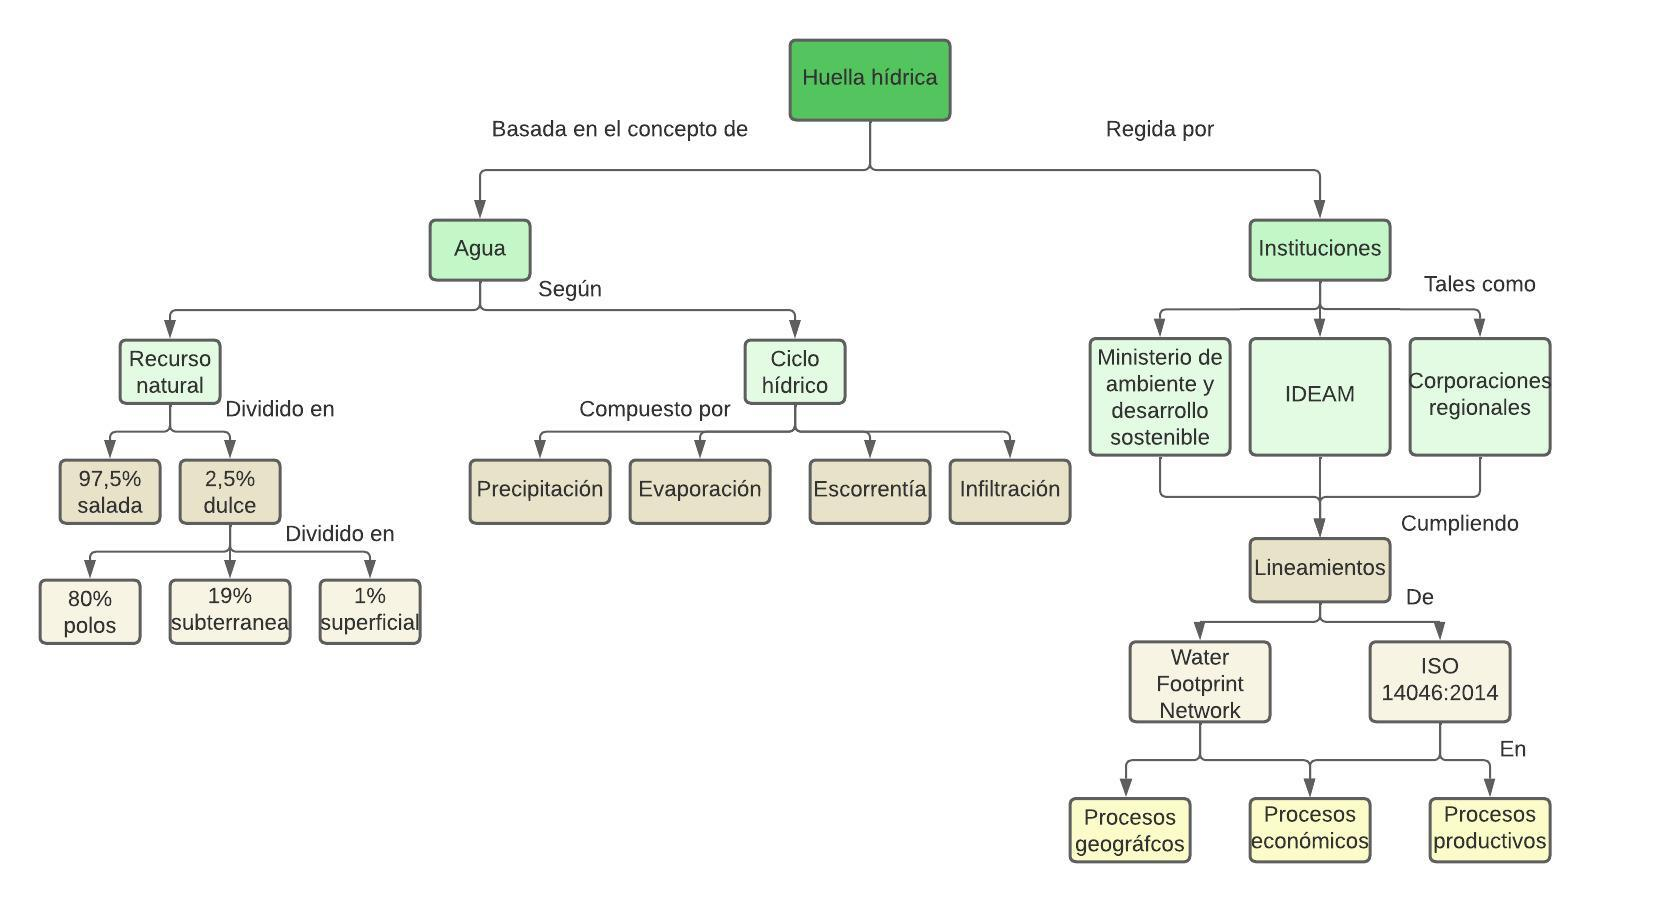 Huella hídrica
Basada en el concepto de
Regida por
Agua
Instituciones
Según
Tales como
Recurso
natural
Ciclo
hídrico
Ministerio de
ambiente y
desarrollo
sostenible
IDEAM
Corporaciones
regionales
Dividido en
Compuesto por
97,5%
salada
2,5%
dulce
Precipitación
Evaporación
Escorrentía
Infiltración
Dividido en
Cumpliendo
80%
polos
19%
subterranea
1%
superficial
Lineamientos
De
Water
Footprint
Network
ISO
14046:2014
En
Procesos
geográfcos
Procesos
económicos
Procesos
productivos